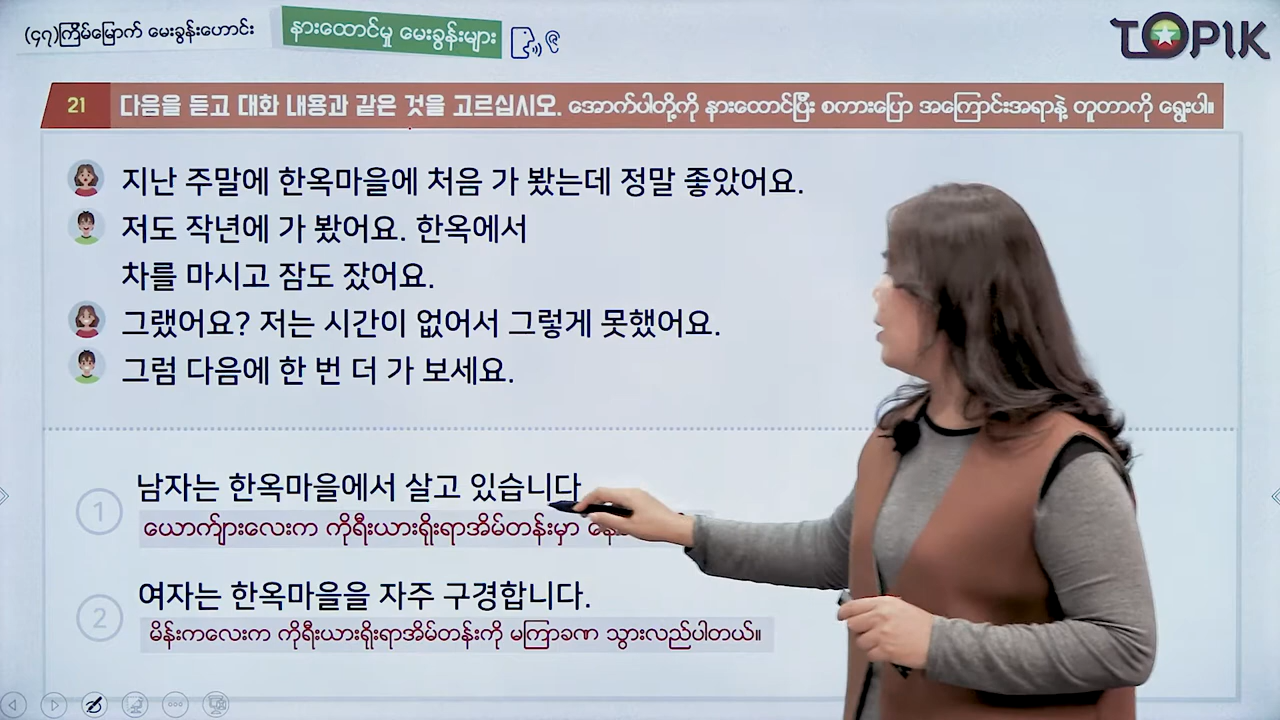 (၄၇)ကြိမ်မြောက် မေးခွန်းဟောင်း
နားထောင်မှု မေးခွန်းများ
TOPIK
21 다음을 듣고 대화 내용과 같은 것을 고르십시오. အောက်ပါတို့ကို နားထောင်ပြီး စကားပြော အကြောင်းအရာနဲ့ တူတာကို ရွေးပါ။
지난 주말에 한옥마을에 처음 가 봤는데 정말 좋았어요.
저도 작년에 가 봤어요. 한옥에서
차를 마시고 잠도 잤어요.
그랬어요? 저는 시간이 없어서 그렇게 못했어요.
그럼 다음에 한 번 더 가 보세요.
1 남자는 한옥마을에서 살고 있습니다
ယောက်ျားလေးက ကိုရီးယားရိုးရာအိမ်တန်းမှာ
2 여자는 한옥마을을 자주 구경합니다.
မိန်းကလေးက ကိုရီးယားရိုးရာအိမ်တန်းကို မကြာခဏ သွားလည်ပါတယ်။